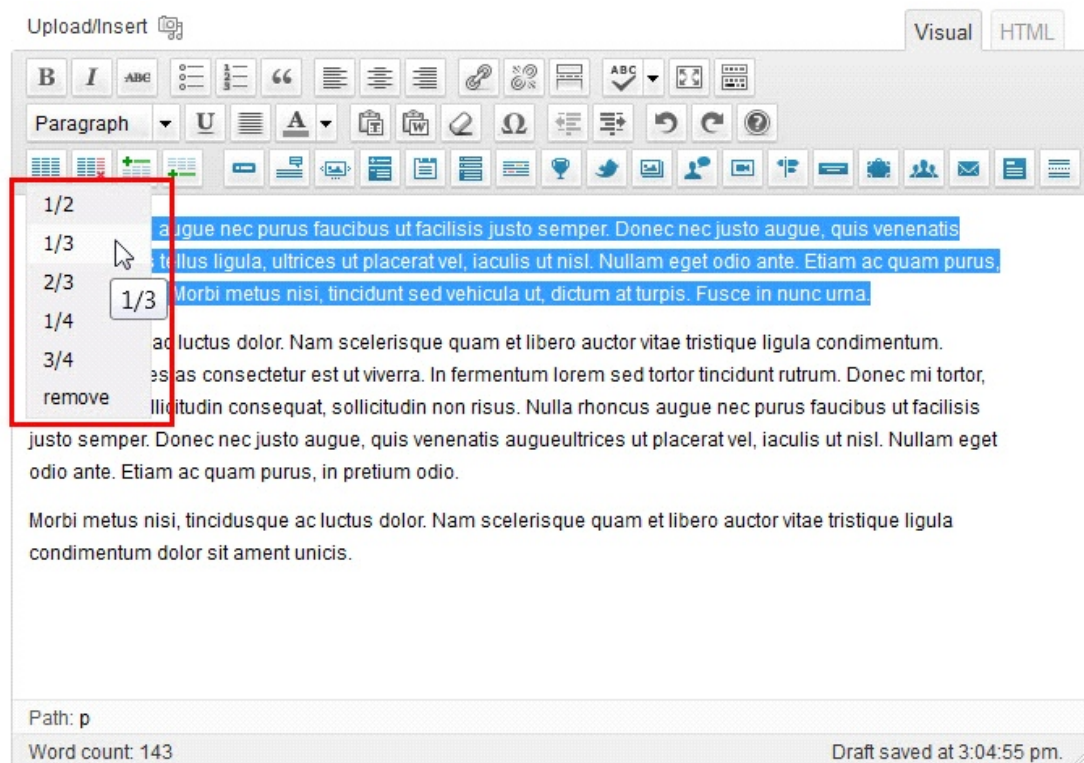 Upload/Insert
Visual HTML
B I ABC ABC
Paragraph U A T W Ω
1/2
augue nec purus faucibus ut facilisis justo semper. Donec nec justo augue, quis venenatis
1/3
tellus ligula, ultrices ut placerat vel, iaculis ut nisl. Nullam eget odio ante. Etiam ac quam purus,
2/3
1/3
Morbi metus nisi, tincidunt sed vehicula ut, dictum at turpis. Fusce in nunc urna.
1/4
ac luctus dolor. Nam scelerisque quam et libero auctor vitae tristique ligula condimentum.
3/4
as consectetur est ut viverra. In fermentum lorem sed tortor tincidunt rutrum. Donec mi tortor,
remove
llicitudin consequat, sollicitudin non risus. Nulla rhoncus augue nec purus faucibus ut facilisis
justo semper. Donec nec justo augue, quis venenatis augueultrices ut placerat vel, iaculis ut nisl. Nullam eget
odio ante. Etiam ac quam purus, in pretium odio.
Morbi metus nisi, tincidusque ac luctus dolor. Nam scelerisque quam et libero auctor vitae tristique ligula
condimentum dolor sit ament unicis.
Path: p
Word count: 143
Draft saved at 3:04:55 pm.